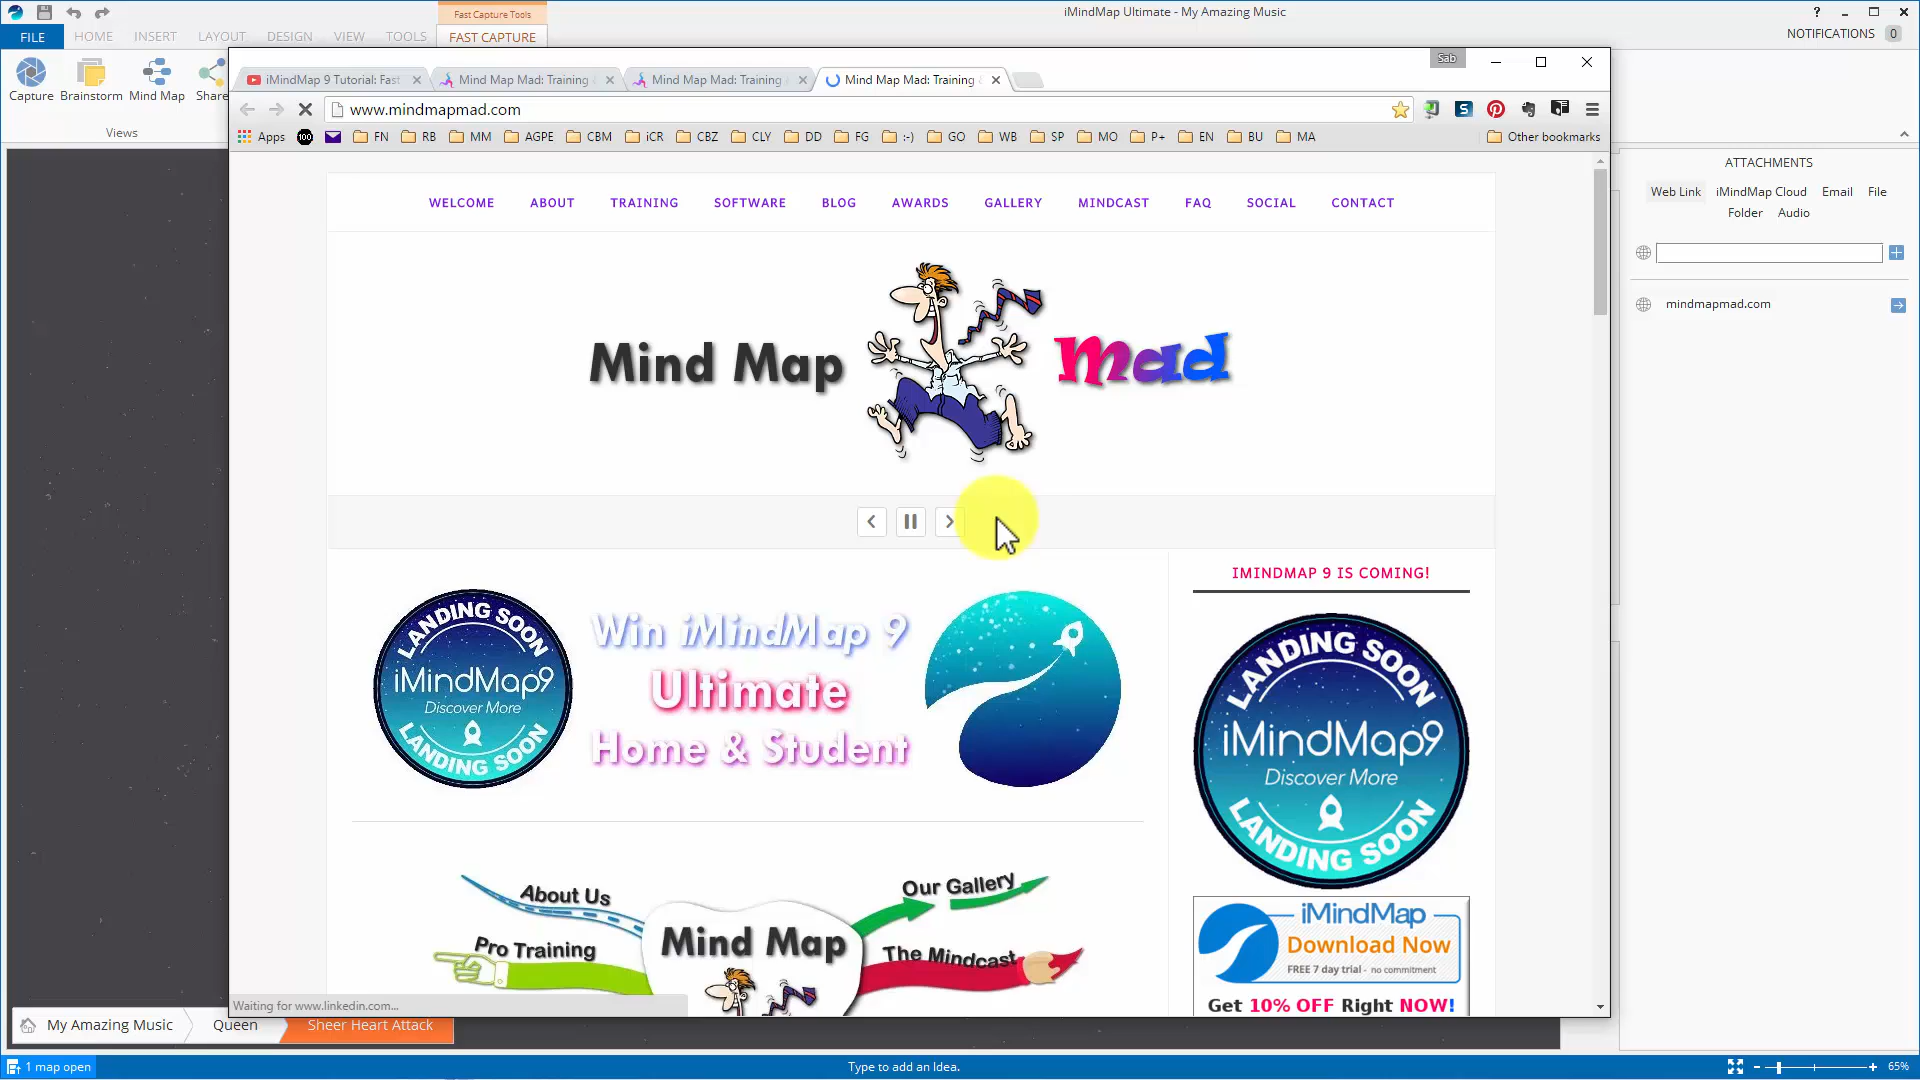 Fast Capture Tools
iMindMap Ultimate - My Amazing Music
?
FILE
HOME
INSERT
LAYOUT
DESIGN
VIEW
TOOLS
FAST CAPTURE
NOTIFICATIONS 0
Capture
Brainstorm
Mind Map
Share
Views
Sab
iMindMap 9 Tutorial: Fast
Mind Map Mad: Training
Mind Map Mad: Training
Mind Map Mad: Training
www.mindmapmad.com
Apps
100
FN
RB
MM
AGPE
CBM
iCR
CBZ
CLY
DD
FG
:-)
GO
WB
SP
MO
P+
EN
BU
MA
Other bookmarks
WELCOME
ABOUT
TRAINING
SOFTWARE
BLOG
AWARDS
GALLERY
MINDCAST
FAQ
SOCIAL
CONTACT
Mind Map Mad
LANDING SOON
iMindMap9
Discover More
LANDING SOON
Win iMindMap 9
Ultimate
Home & Student
IMINDMAP 9 IS COMING!
LANDING SOON
iMindMap9
Discover More
LANDING SOON
About Us
Our Gallery
Pro Training
Mind Map
The Mindcast
iMindMap
Download Now
FREE 7 day trial - no commitment
Get 10% OFF Right NOW!
Waiting for www.linkedin.com...
ATTACHMENTS
Web Link
iMindMap Cloud
Email
File
Folder
Audio
mindmapmad.com
My Amazing Music
Queen
Sheer Heart Attack
1 map open
Type to add an Idea.
65%